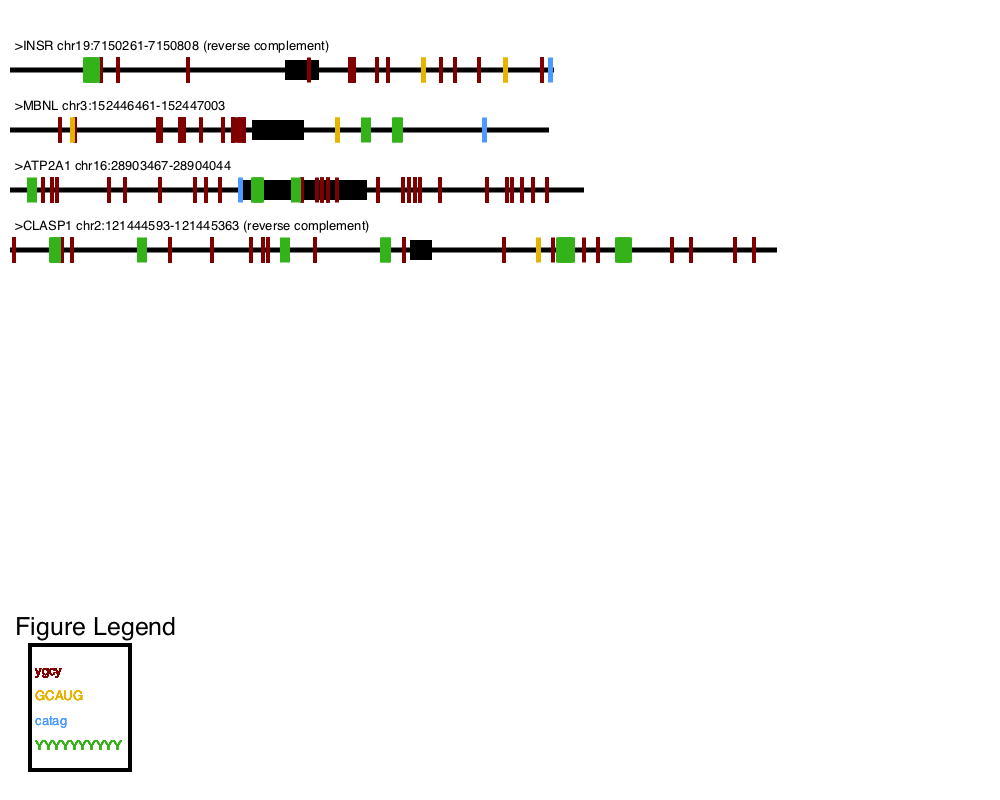 >INSR chr19:7150261-7150808 (reverse complement)
>MBNL chr3:152446461-152447003
>ATP2A1 chr16:28903467-28904044
>CLASP1 chr2:121444593-121445363 (reverse complement)
Figure Legend
ygcy
GCAUG
catag
YYYYYYYYYY